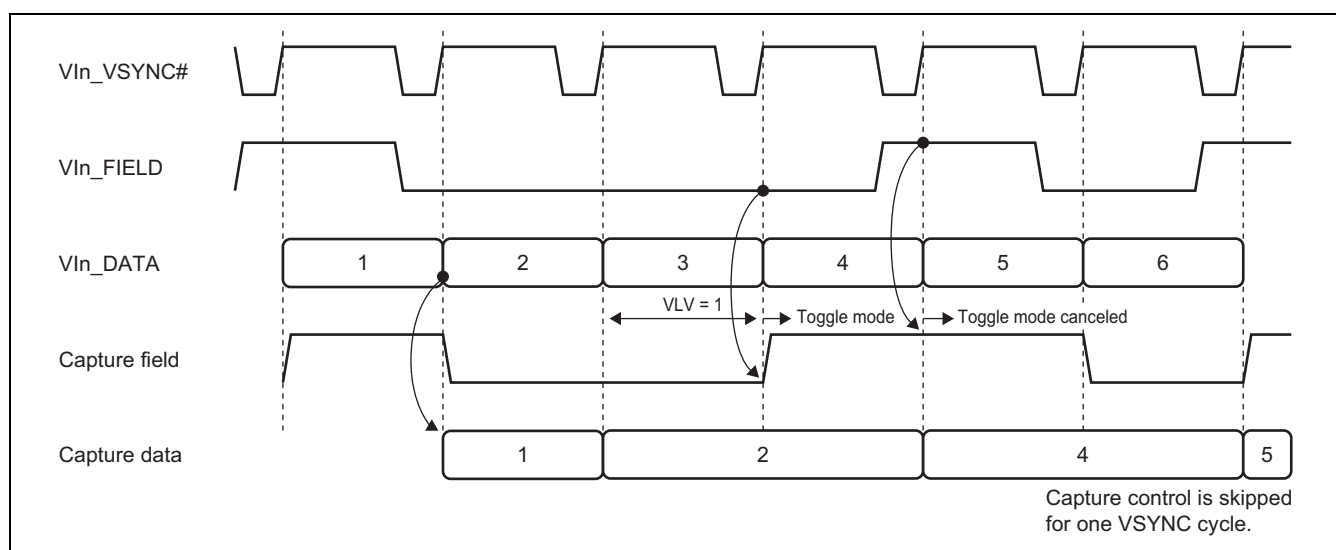 VIn_VSYNC#
VIn_FIELD
VIn_DATA
1 2 3 4 5 6
VLV = 1 Toggle mode Toggle mode canceled
Capture field
Capture data
1 2 4 5
Capture control is skipped
for one VSYNC cycle.